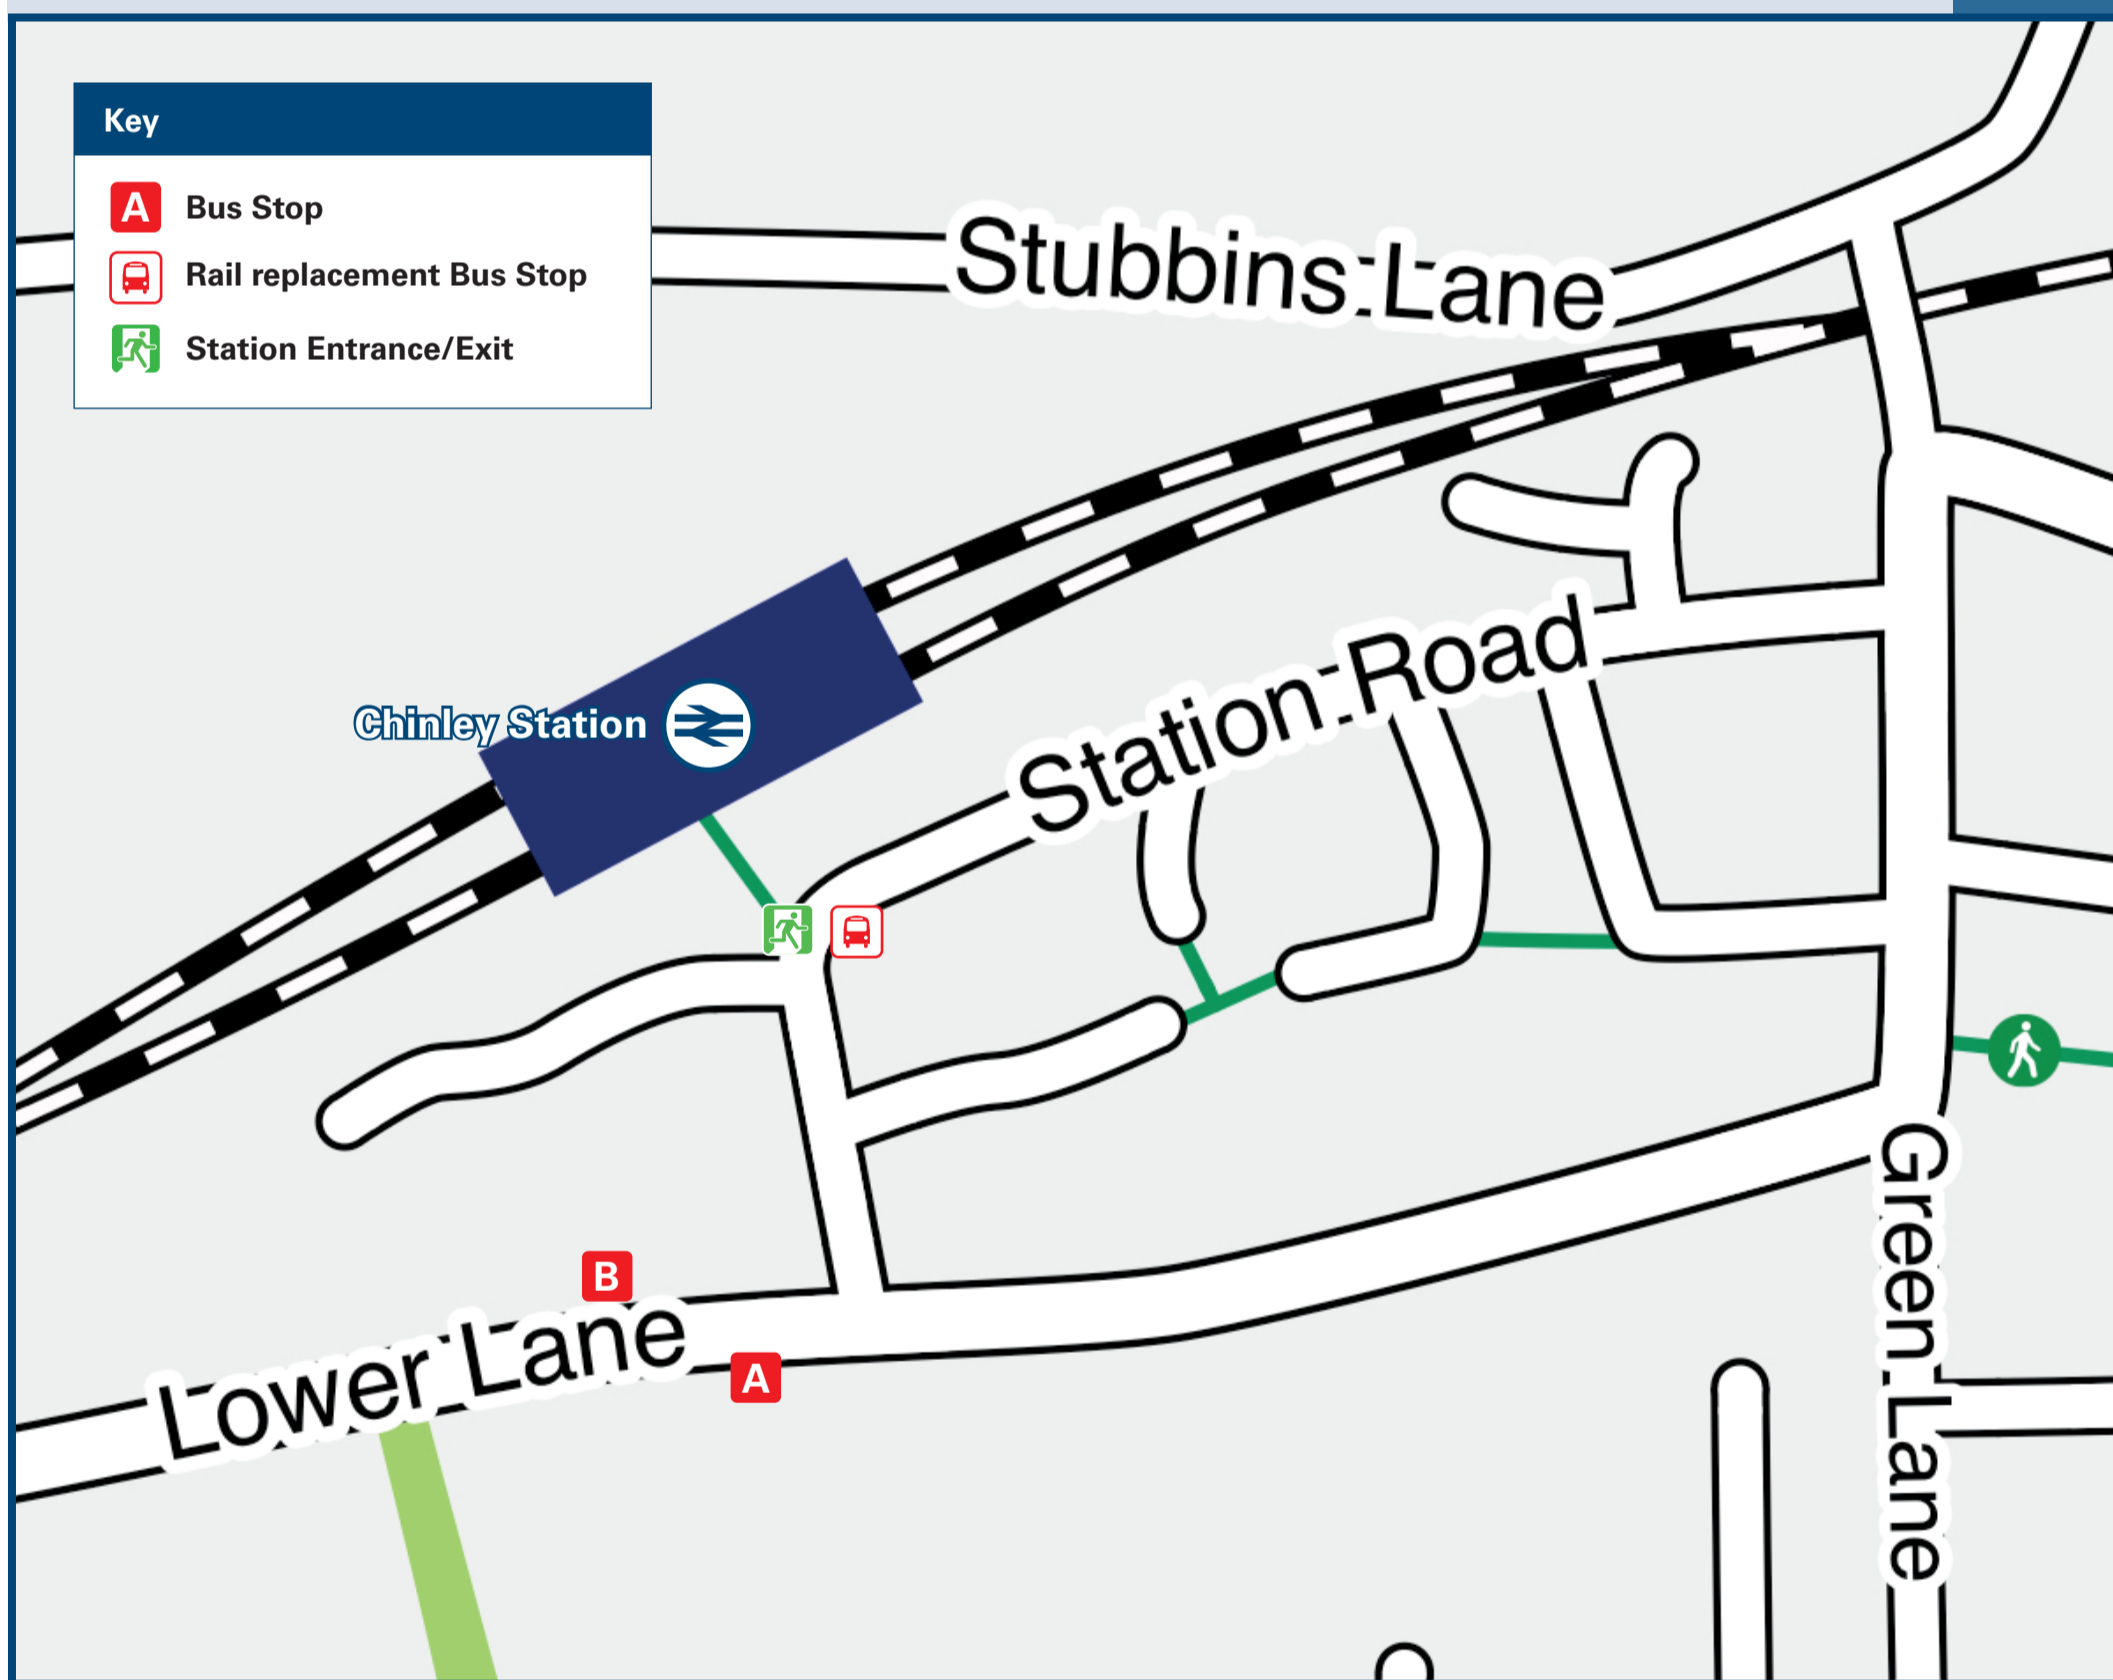 Key
A
Bus Stop
Rail replacement Bus Stop
Station Entrance/Exit
Stubbins Lane
Station Road
Chinley Station
Green Lane
B
Lower Lane
A